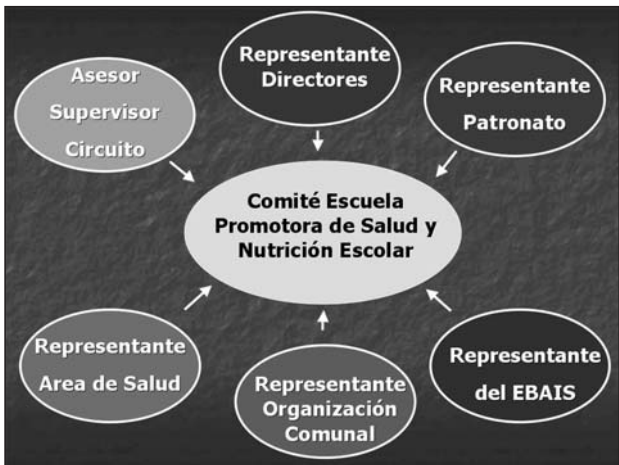 Asesor
Supervisor
Circuito
Representante
Directores
Representante
Patronato
Comité Escuela
Promotora de Salud y
Nutrición Escolar
Representante
Area de Salud
Representante
Organización
Comunal
Representante
del EBAIS